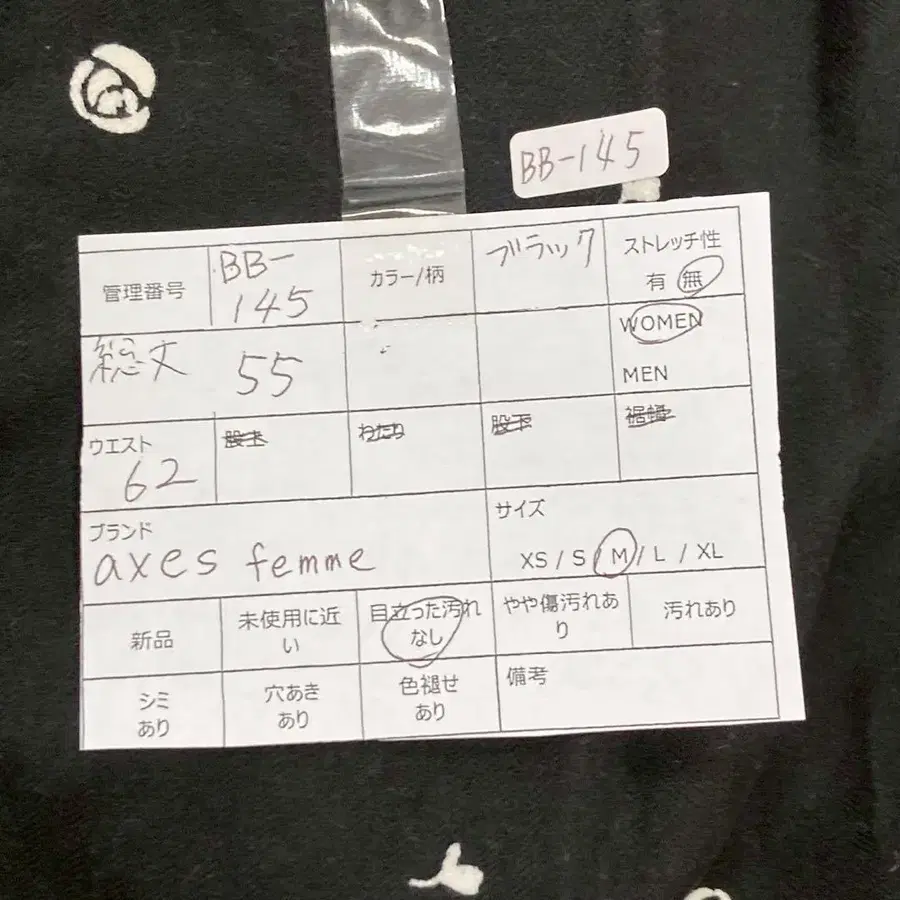 BB-145
管理番号
BB-
145
カラー/柄
ブラック
ストレッチ性
有 無
総丈
55
WOMEN
MEN
ウエスト
62
股上
わたり
股下
裾幅
ブランド
axes femme
サイズ
XS / S / M / L / XL
新品
未使用に近
い
目立った汚れ
なし
やや傷汚れあ
り
汚れあり
シミ
あり
穴あき
あり
色褪せ
あり
備考